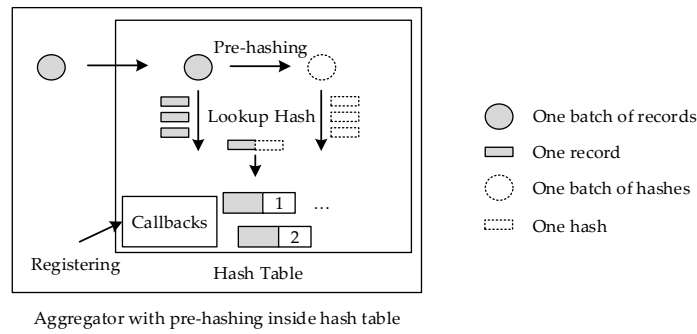 Pre-hashing
Lookup Hash
Callbacks
1 ...
2
Registering
Hash Table
One batch of records
One record
One batch of hashes
One hash
Aggregator with pre-hashing inside hash table